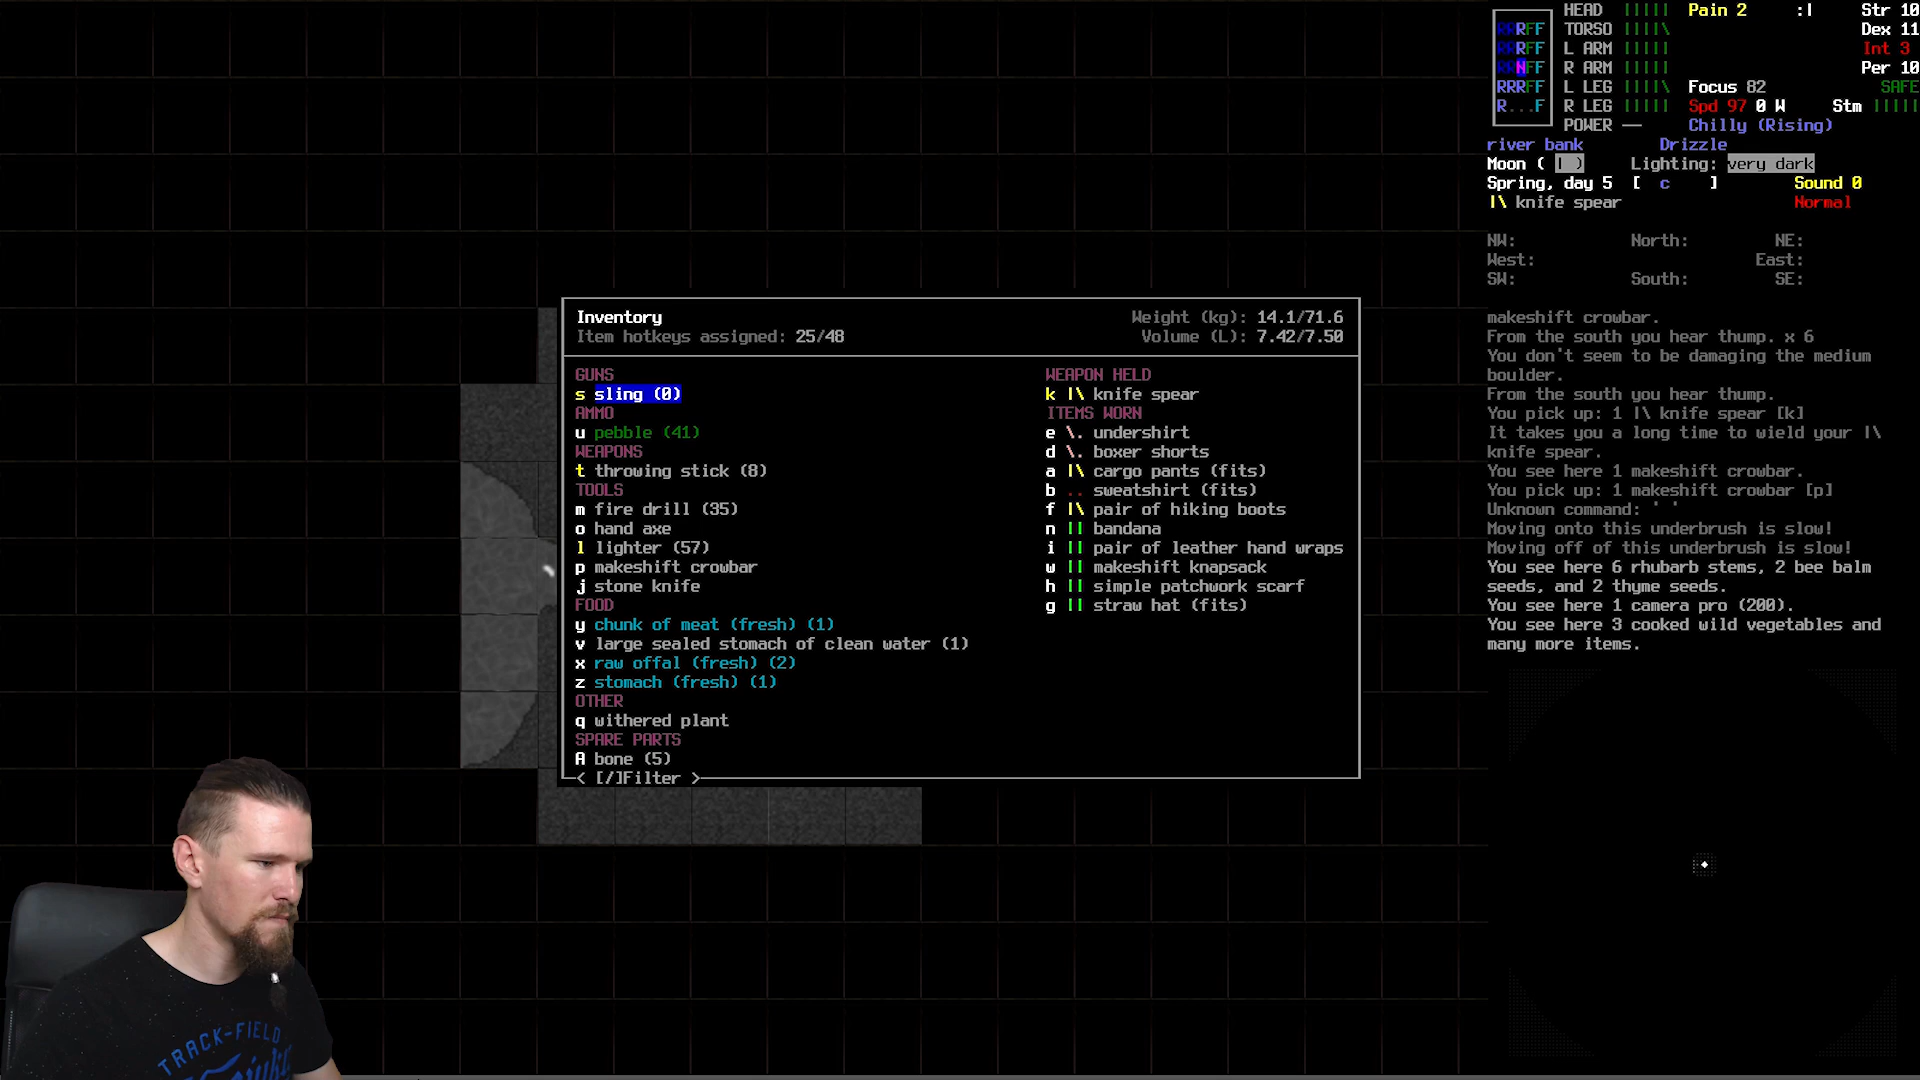 Inventory
Item hotkeys assigned: 25/48
Weight (kg): 14.1/71.6
Volume (L): 7.42/7.50
GUNS
s sling (0)
AMMO
u pebble (41)
WEAPONS
t throwing stick (8)
TOOLS
m fire drill (35)
o hand axe
l lighter (57)
p makeshift crowbar
j stone knife
FOOD
y chunk of meat (fresh) (1)
v large sealed stomach of clean water (1)
x raw offal (fresh) (2)
z stomach (fresh) (1)
OTHER
q withered plant
SPARE PARTS
A bone (5)
< [/]Filter >
WEAPON HELD
k |\ knife spear
ITEMS WORN
e \. undershirt
d \. boxer shorts
a |\ cargo pants (fits)
b .. sweatshirt (fits)
f |\ pair of hiking boots
n || bandana
i || pair of leather hand wraps
w || makeshift knapsack
h || simple patchwork scarf
g || straw hat (fits)
RRRFF HEAD ||||| Pain 2 :| Str 10
RRRFF TORSO ||||\ Dex 11
RRRFF L ARM ||||| Int 3
RRNFF R ARM ||||| Per 10
RRRFF L LEG ||||\ Focus 82 SAFE
R...F R LEG ||||| Spd 97 0 W Stm |||||
POWER — Chilly (Rising)
river bank Drizzle
Moon ( | ) Lighting: very dark
Spring, day 5 [ c ] Sound 0
|\ knife spear Normal
NW: North: NE:
West: East:
SW: South: SE:
makeshift crowbar.
From the south you hear thump. x 6
You don't seem to be damaging the medium
boulder.
From the south you hear thump.
You pick up: 1 |\ knife spear [k]
It takes you a long time to wield your |\
knife spear.
You see here 1 makeshift crowbar.
You pick up: 1 makeshift crowbar [p]
Unknown command: ' '
Moving onto this underbrush is slow!
Moving off of this underbrush is slow!
You see here 6 rhubarb stems, 2 bee balm
seeds, and 2 thyme seeds.
You see here 1 camera pro (200).
You see here 3 cooked wild vegetables and
many more items.
TRACK-FIELD